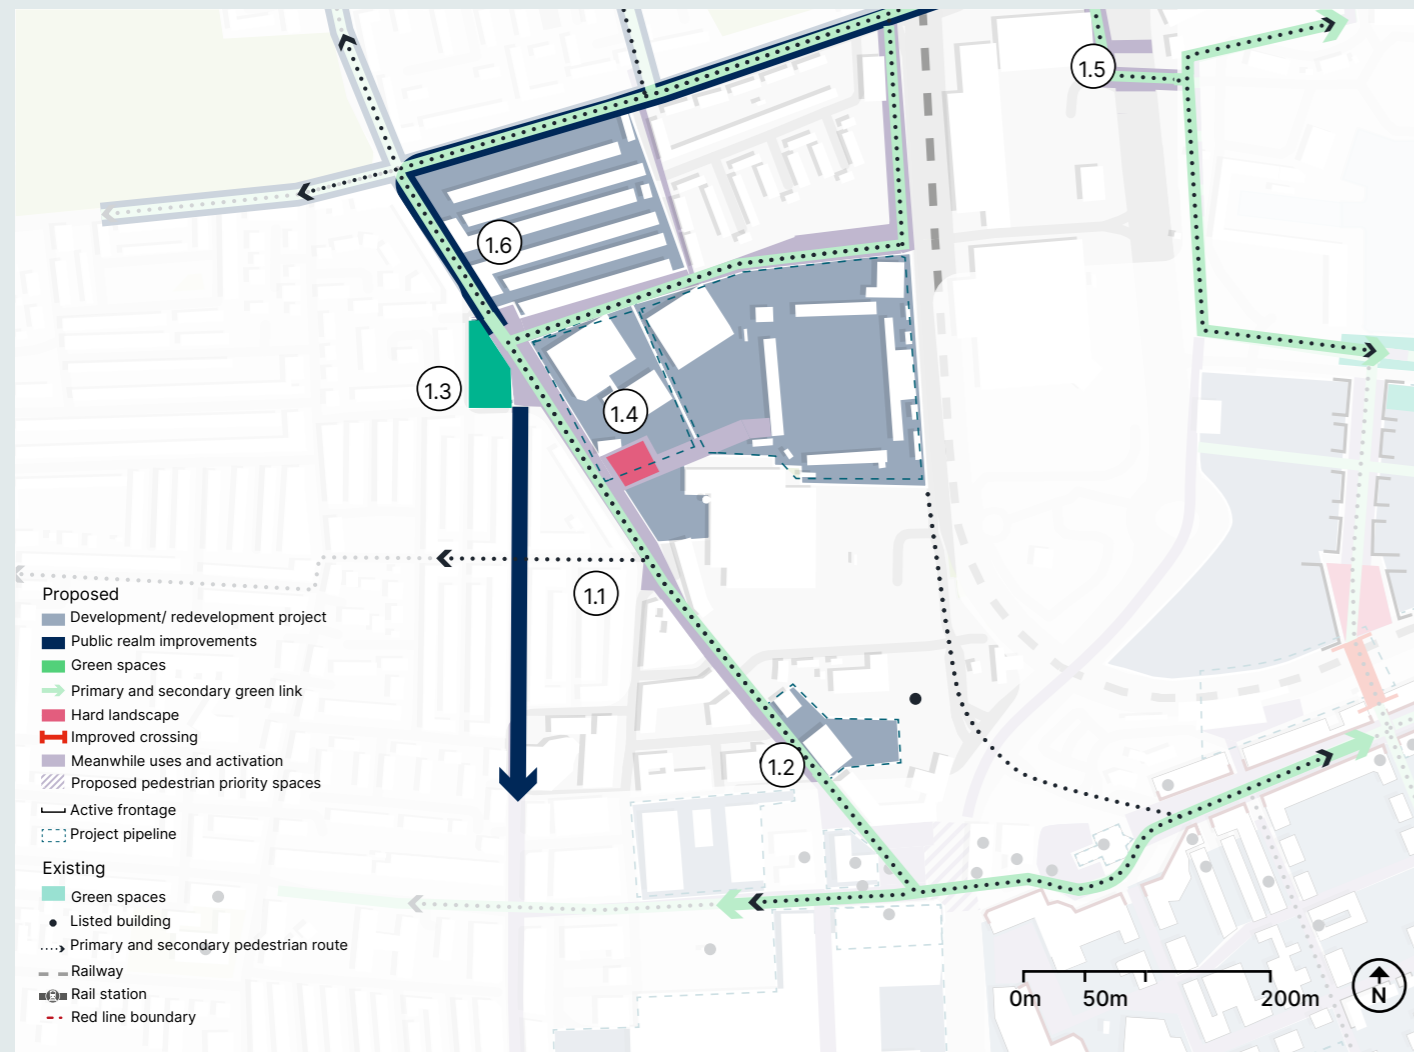 1.5
1.6
1.3
1.4
1.1
1.2
Proposed
Development/ redevelopment project
Public realm improvements
Green spaces
Primary and secondary green link
Hard landscape
Improved crossing
Meanwhile uses and activation
Proposed pedestrian priority spaces
Active frontage
Project pipeline
Existing
Green spaces
Listed building
Primary and secondary pedestrian route
Railway
Rail station
Red line boundary
0m 50m 200m
N